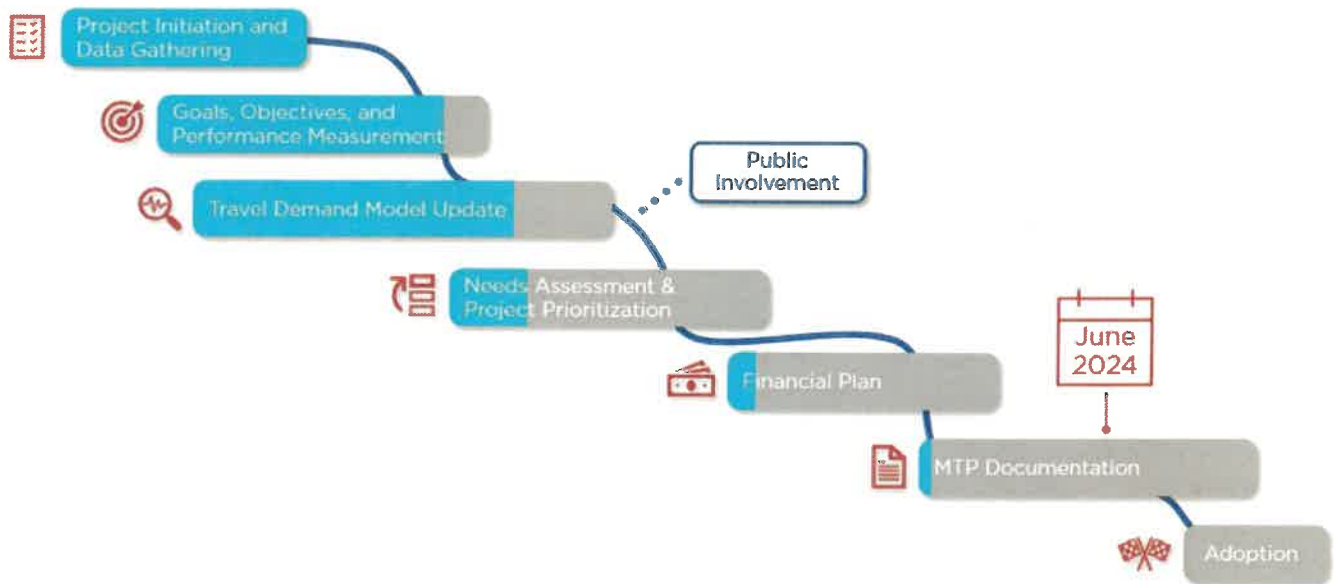 Project Initiation and
Data Gathering
Goals, Objectives, and
Performance Measurement
Travel Demand Model Update
Public
Involvement
Needs Assessment &
Project Prioritization
June
2024
Financial Plan
MTP Documentation
Adoption